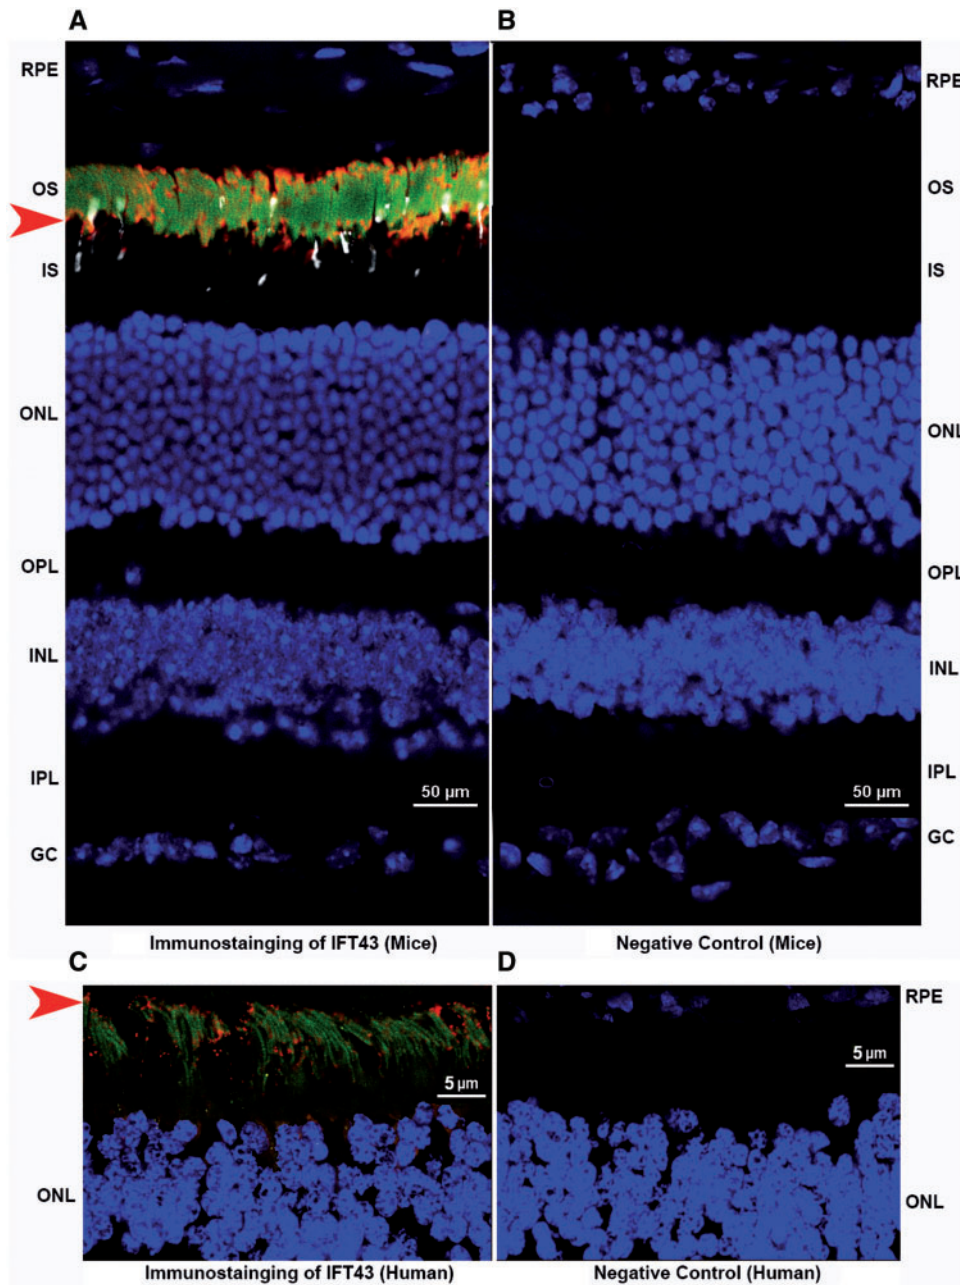 A
B
RPE
RPE
OS
OS
IS
IS
ONL
ONL
OPL
OPL
INL
INL
IPL
IPL
50 µm
50 µm
GC
GC
Immunostainging of IFT43 (Mice)
Negative Control (Mice)
C
D
RPE
5 µm
5 µm
ONL
ONL
Immunostainging of IFT43 (Human)
Negative Control (Human)